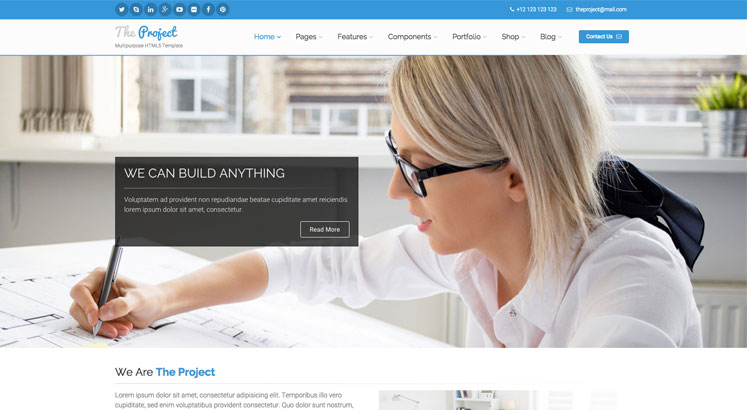 +12 123 123 123 theproject@mail.com
The Project
Multipurpose HTML5 Template
Home Pages Features Components Portfolio Shop Blog Contact Us
WE CAN BUILD ANYTHING
Voluptatem ad provident non repudiandae beatae cupiditate amet reiciendis
lorem ipsum dolor sit amet, consectetur.
Read More
We Are The Project
Lorem ipsum dolor sit amet, consectetur adipisicing elit. Temporibus illo vero
cupiditate, sed enim voluptatibus provident consectetur. Quo dolor sunt nostrum,